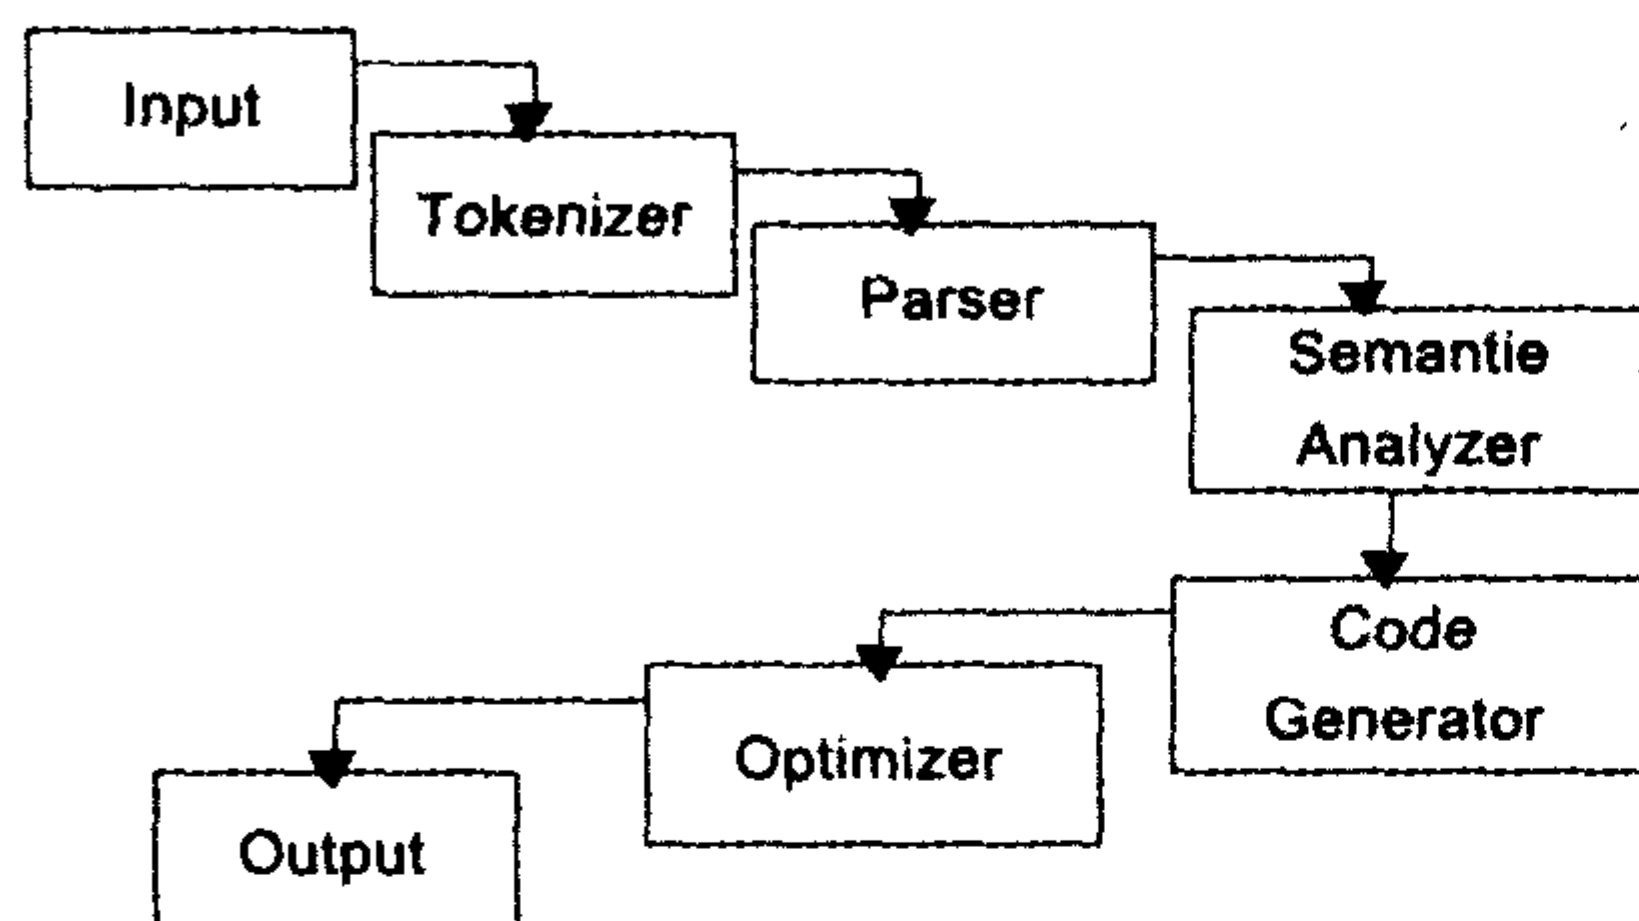 Input
Tokenizer
Parser
Semantie
Analyzer
Code
Generator
Optimizer
Output